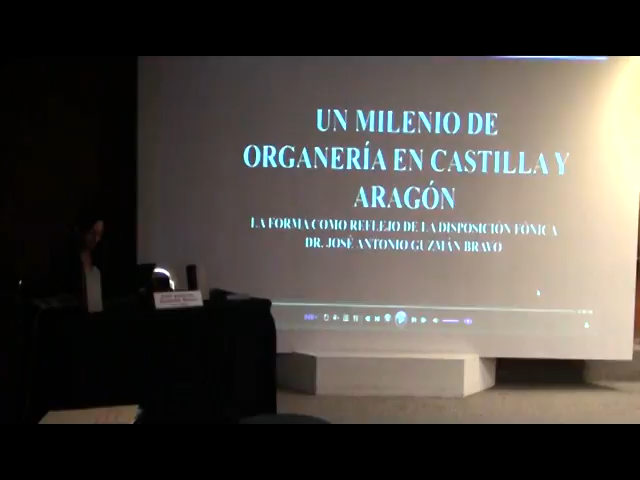 UN MILENIO DE
ORGANERÍA EN CASTILLA Y
ARAGÓN
LA FORMA COMO REFLEJO DE LA DISPOSICIÓN FÓNICA
DR. JOSÉ ANTONIO GUZMÁN BRAVO